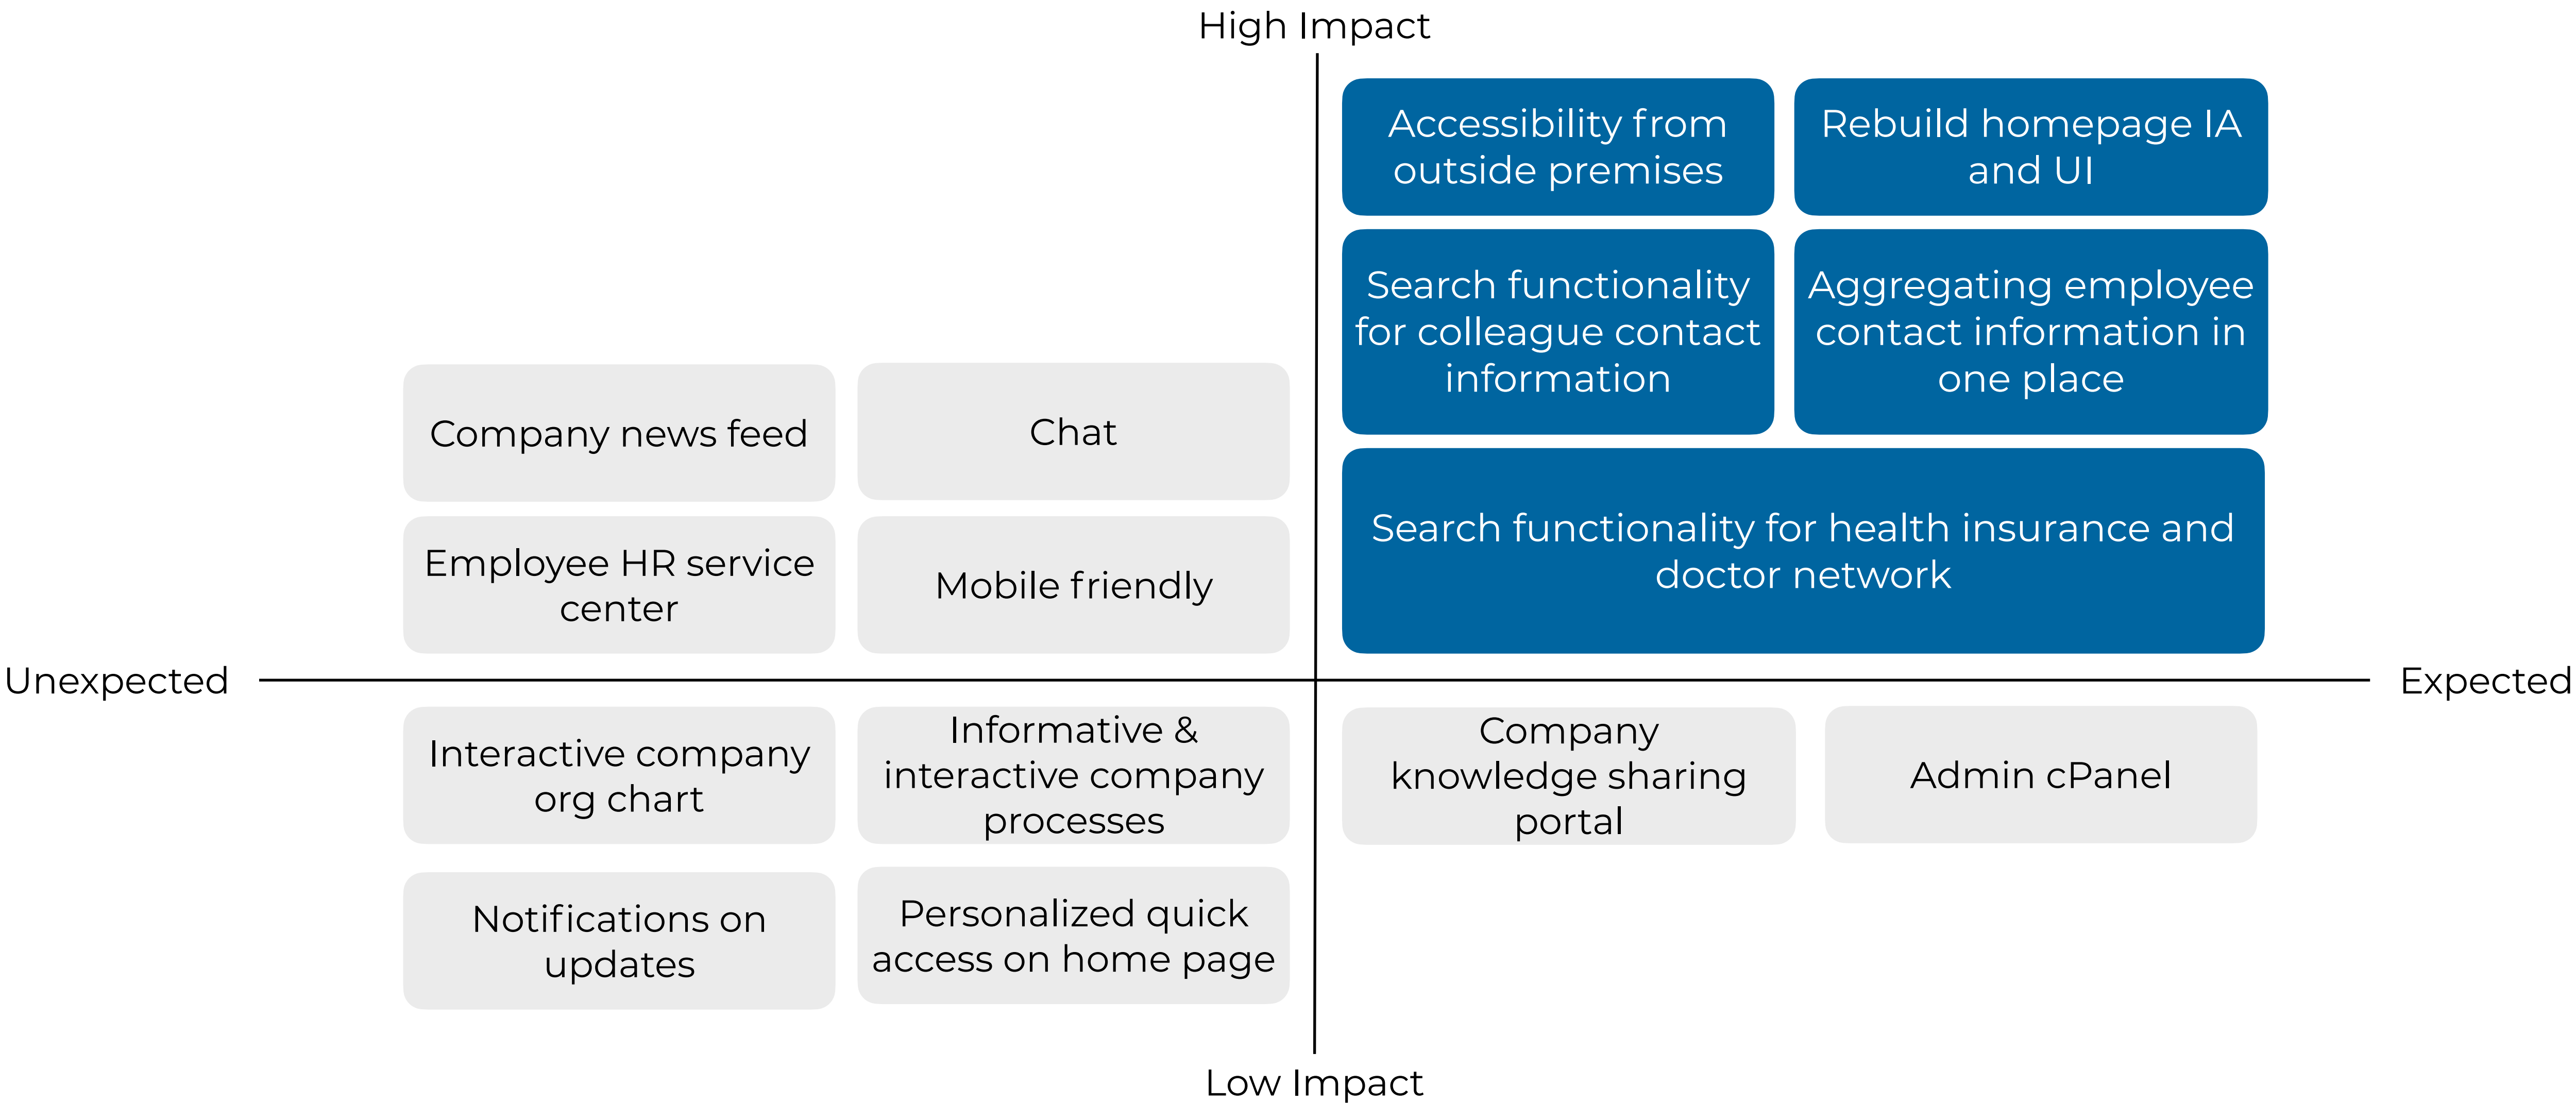 High Impact
Accessibility from
outside premises
Rebuild homepage IA
and UI
Search functionality
for colleague contact
information
Aggregating employee
contact information in
one place
Company news feed
Chat
Search functionality for health insurance and
doctor network
Employee HR service
center
Mobile friendly
Unexpected
Expected
Interactive company
org chart
Informative &
interactive company
processes
Company
knowledge sharing
portal
Admin cPanel
Notifications on
updates
Personalized quick
access on home page
Low Impact